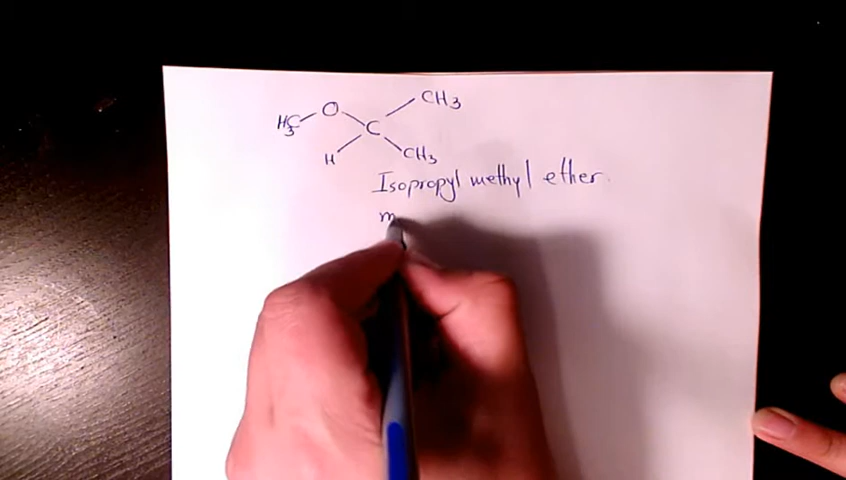 H3C O C CH3
H CH3
Isopropyl methyl ether.
m